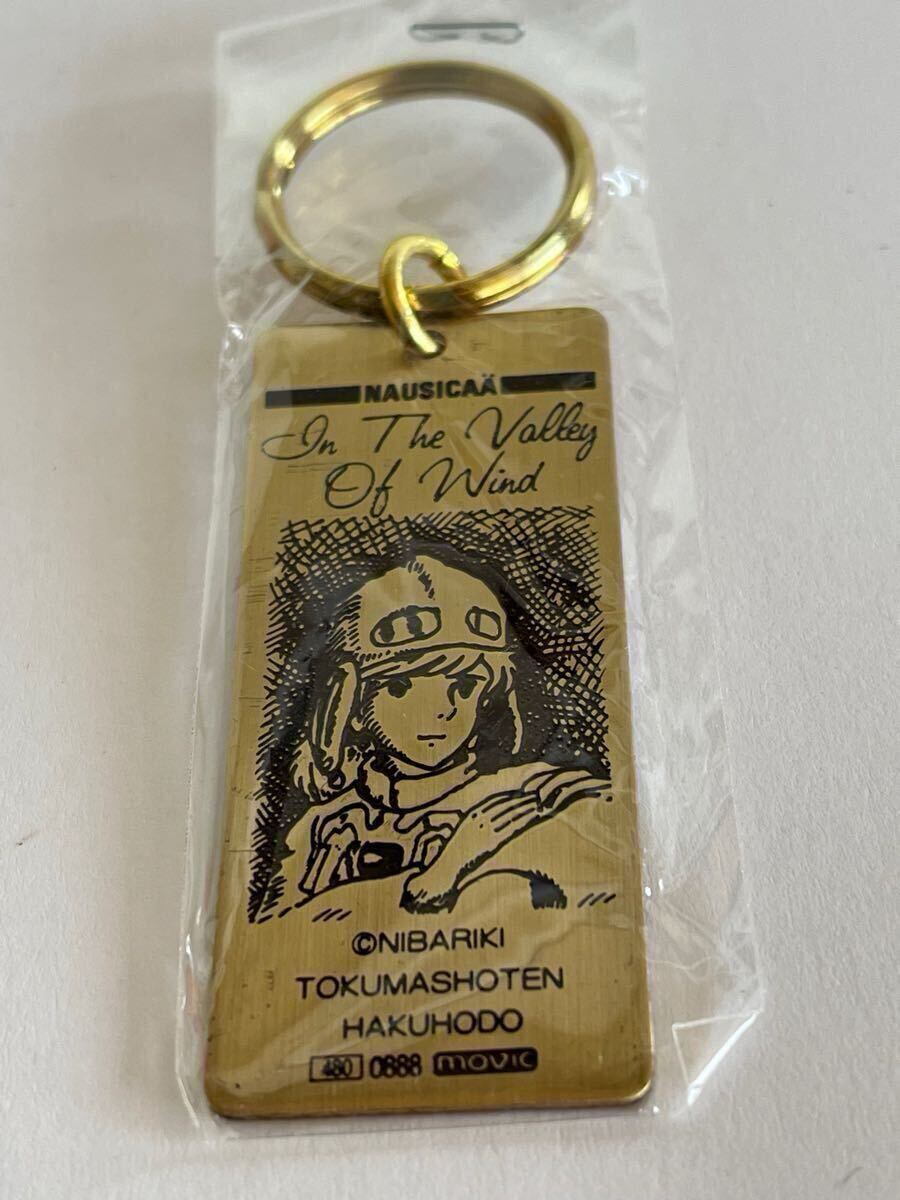 NAUSICAÄ
In The Valley
Of Wind
©NIBARIKI
TOKUMASHOTEN
HAKUHODO
480 0888 movic